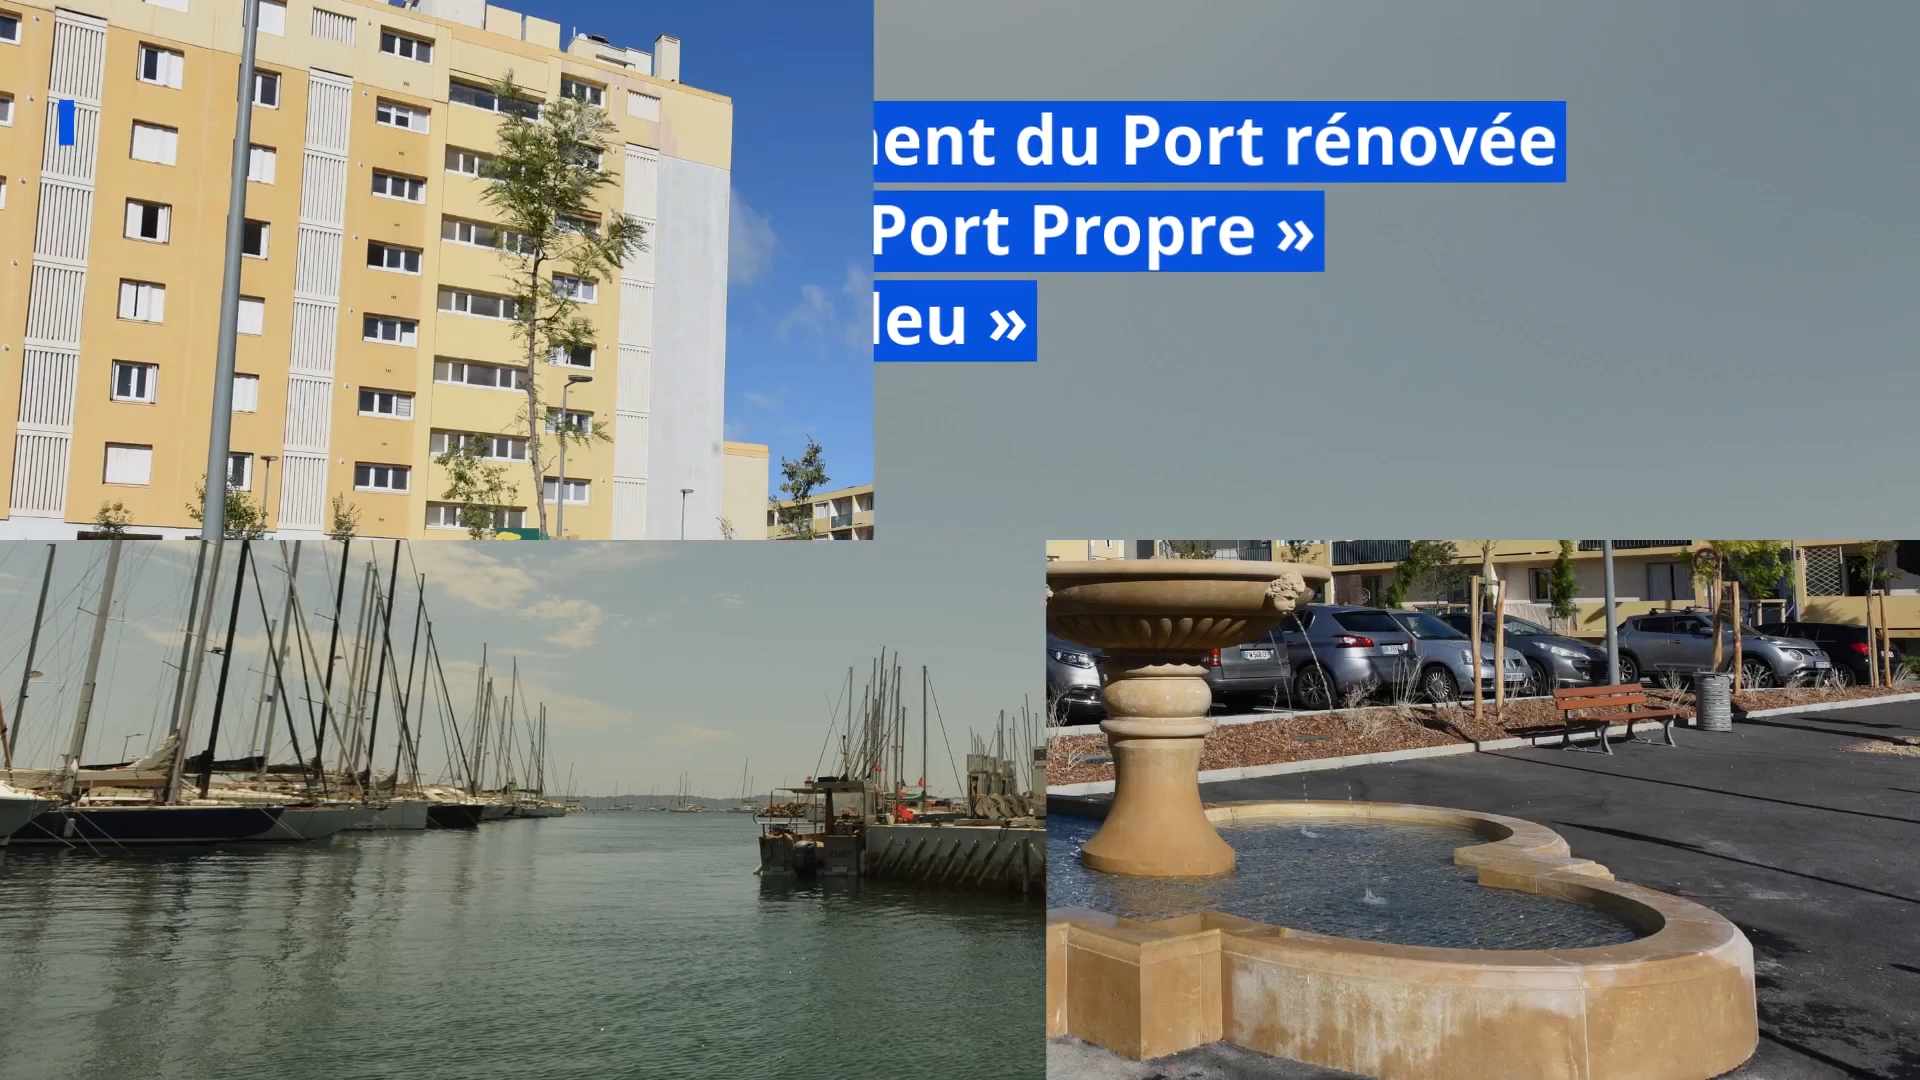 ent du Port rénovée
Port Propre »
leu »